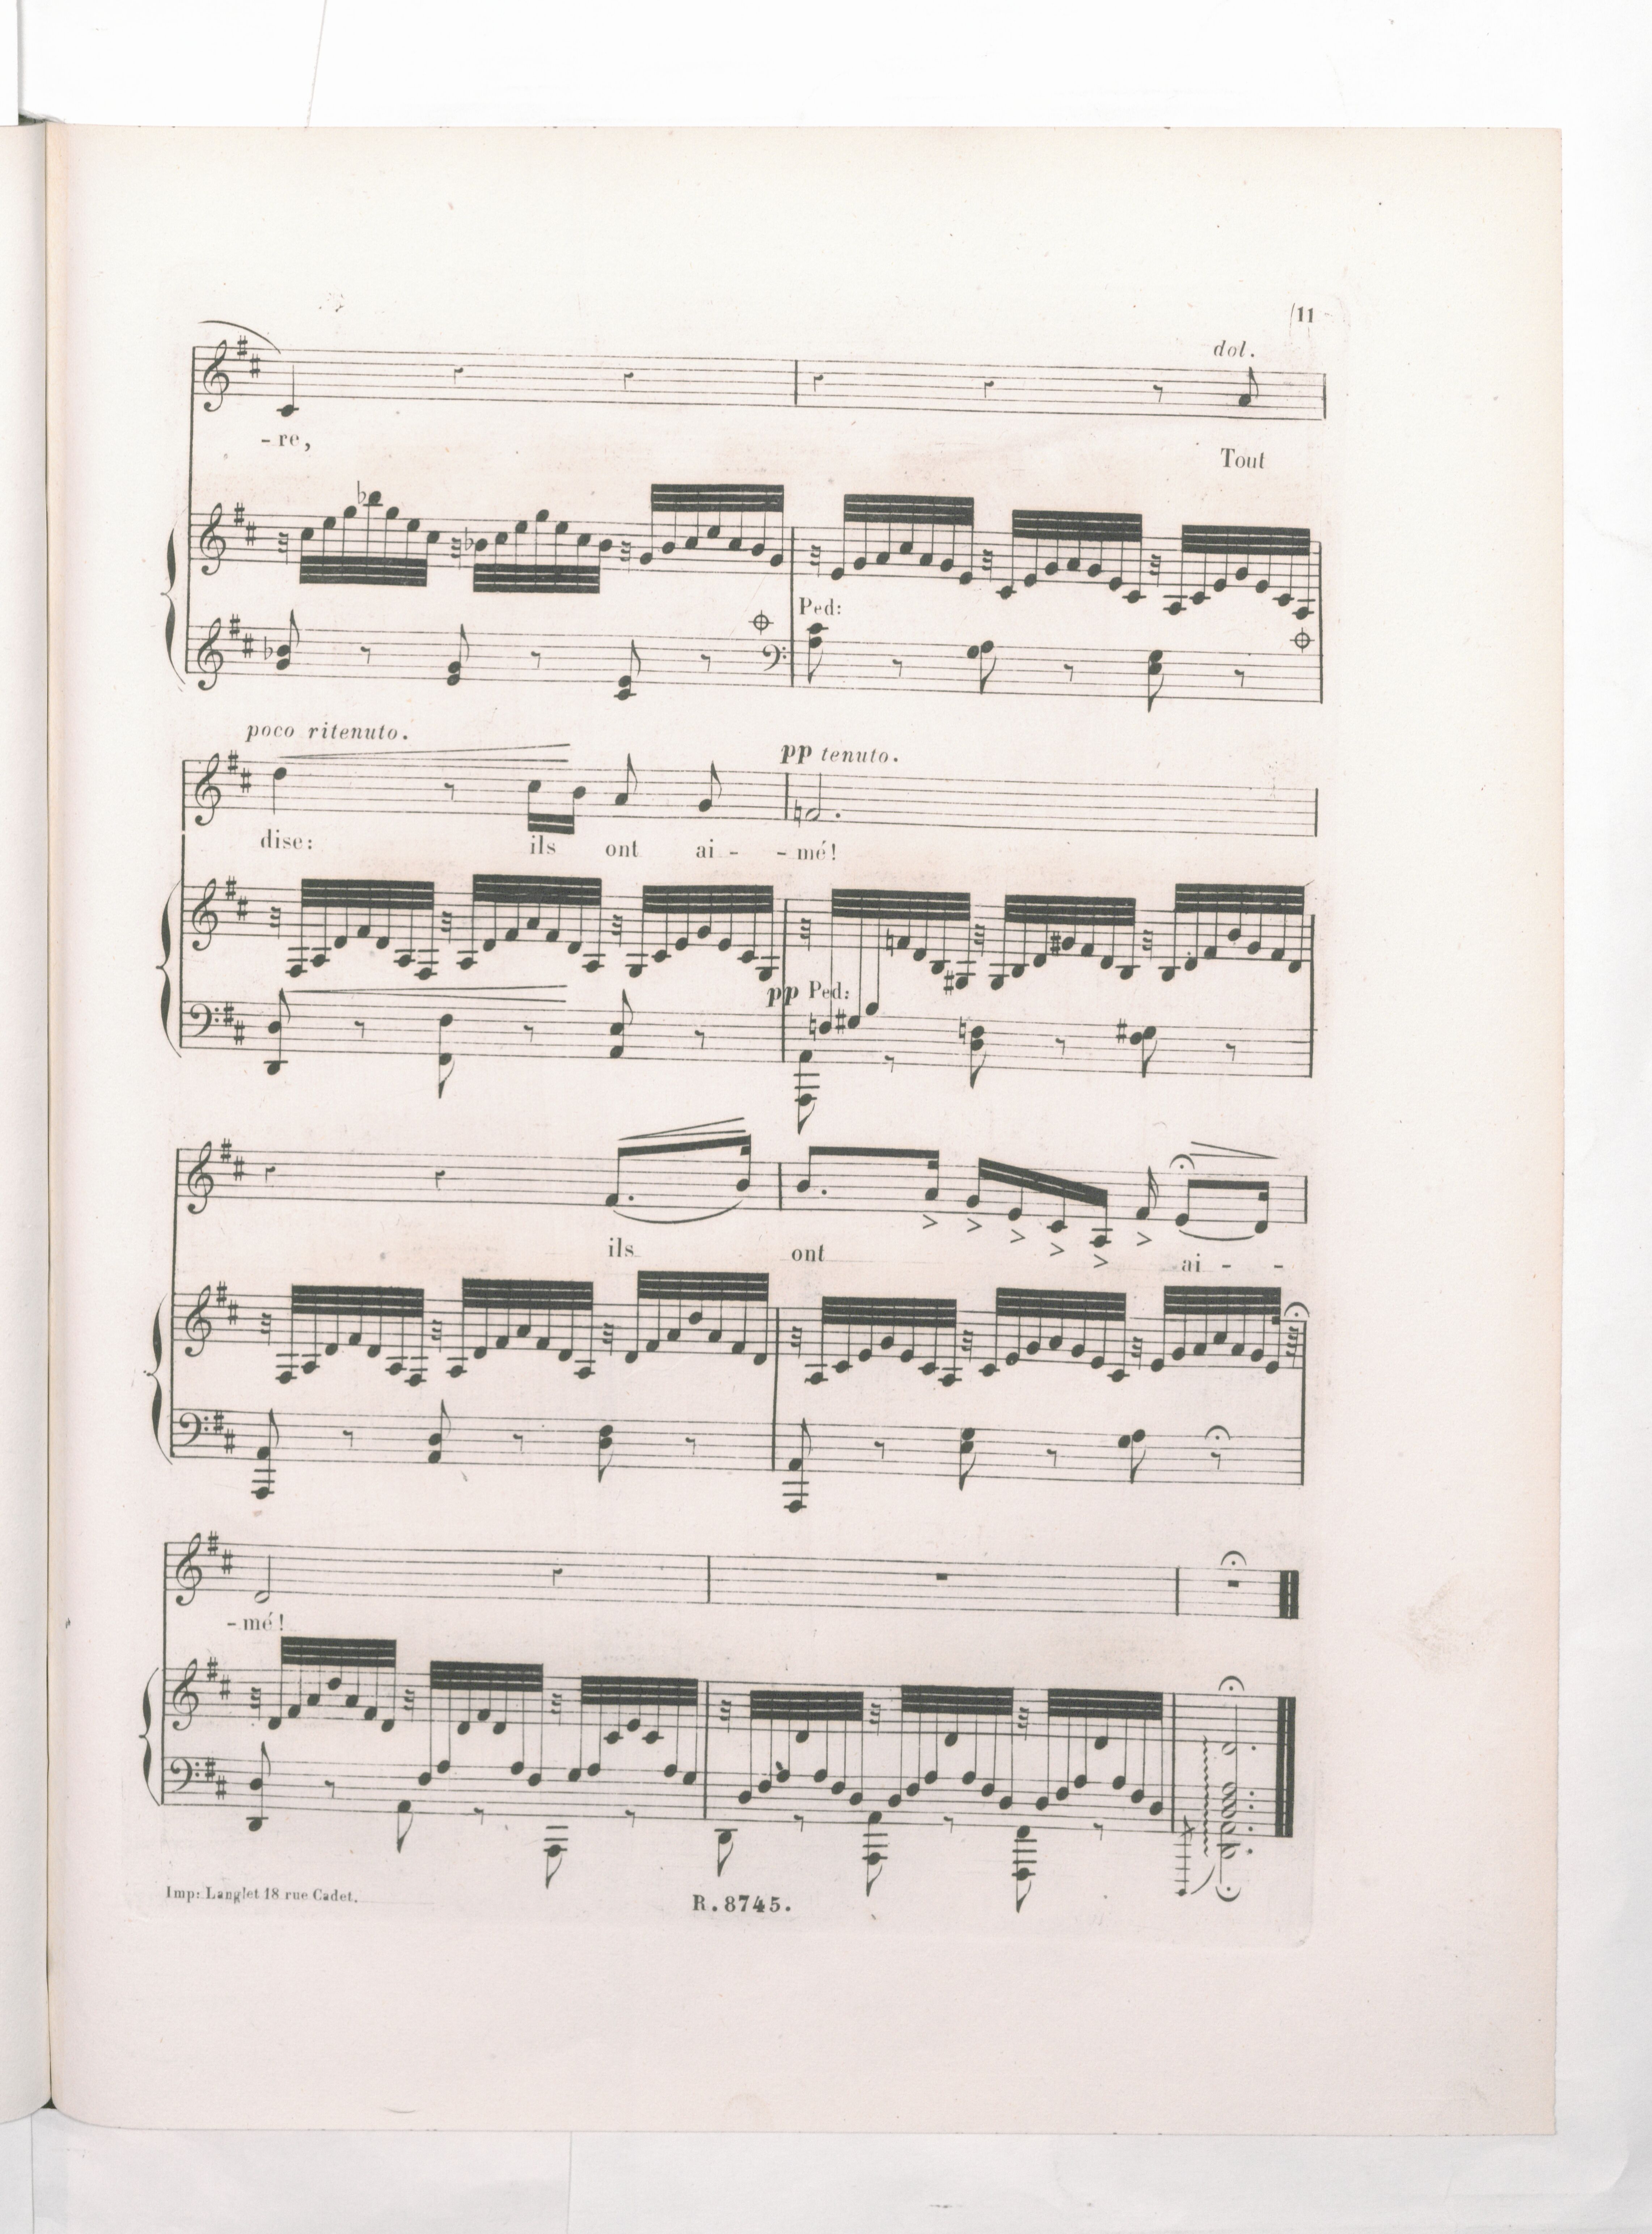 11
dol.
-re,
Tout
Ped:
poco ritenuto.
pp tenuto.
dise: ils ont ai - - mé!
pp Ped:
ils ont ai - -
-mé!
Imp: Langlet 18 rue Cadet.
R. 8745.